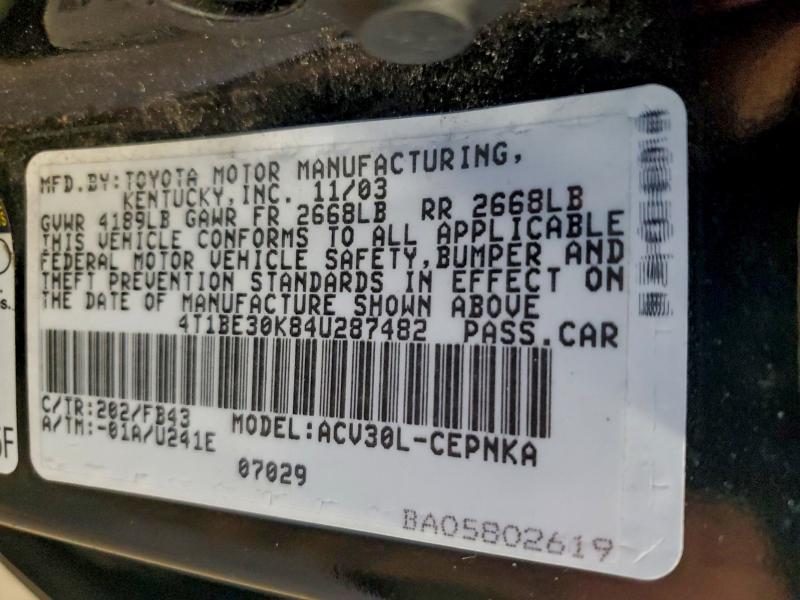 MFD.BY:TOYOTA MOTOR MANUFACTURING,
KENTUCKY,INC. 11/03
GVWR 4189LB GAWR FR 2668LB RR 2668LB
THIS VEHICLE CONFORMS TO ALL APPLICABLE
FEDERAL MOTOR VEHICLE SAFETY,BUMPER AND
THEFT PREVENTION STANDARDS IN EFFECT ON
THE DATE OF MANUFACTURE SHOWN ABOVE
4T1BE30K84U287482 PASS.CAR
C/TR:202/FB43
A/TM:-01A/U241E
MODEL:ACV30L-CEPNKA
07029
BA05802619